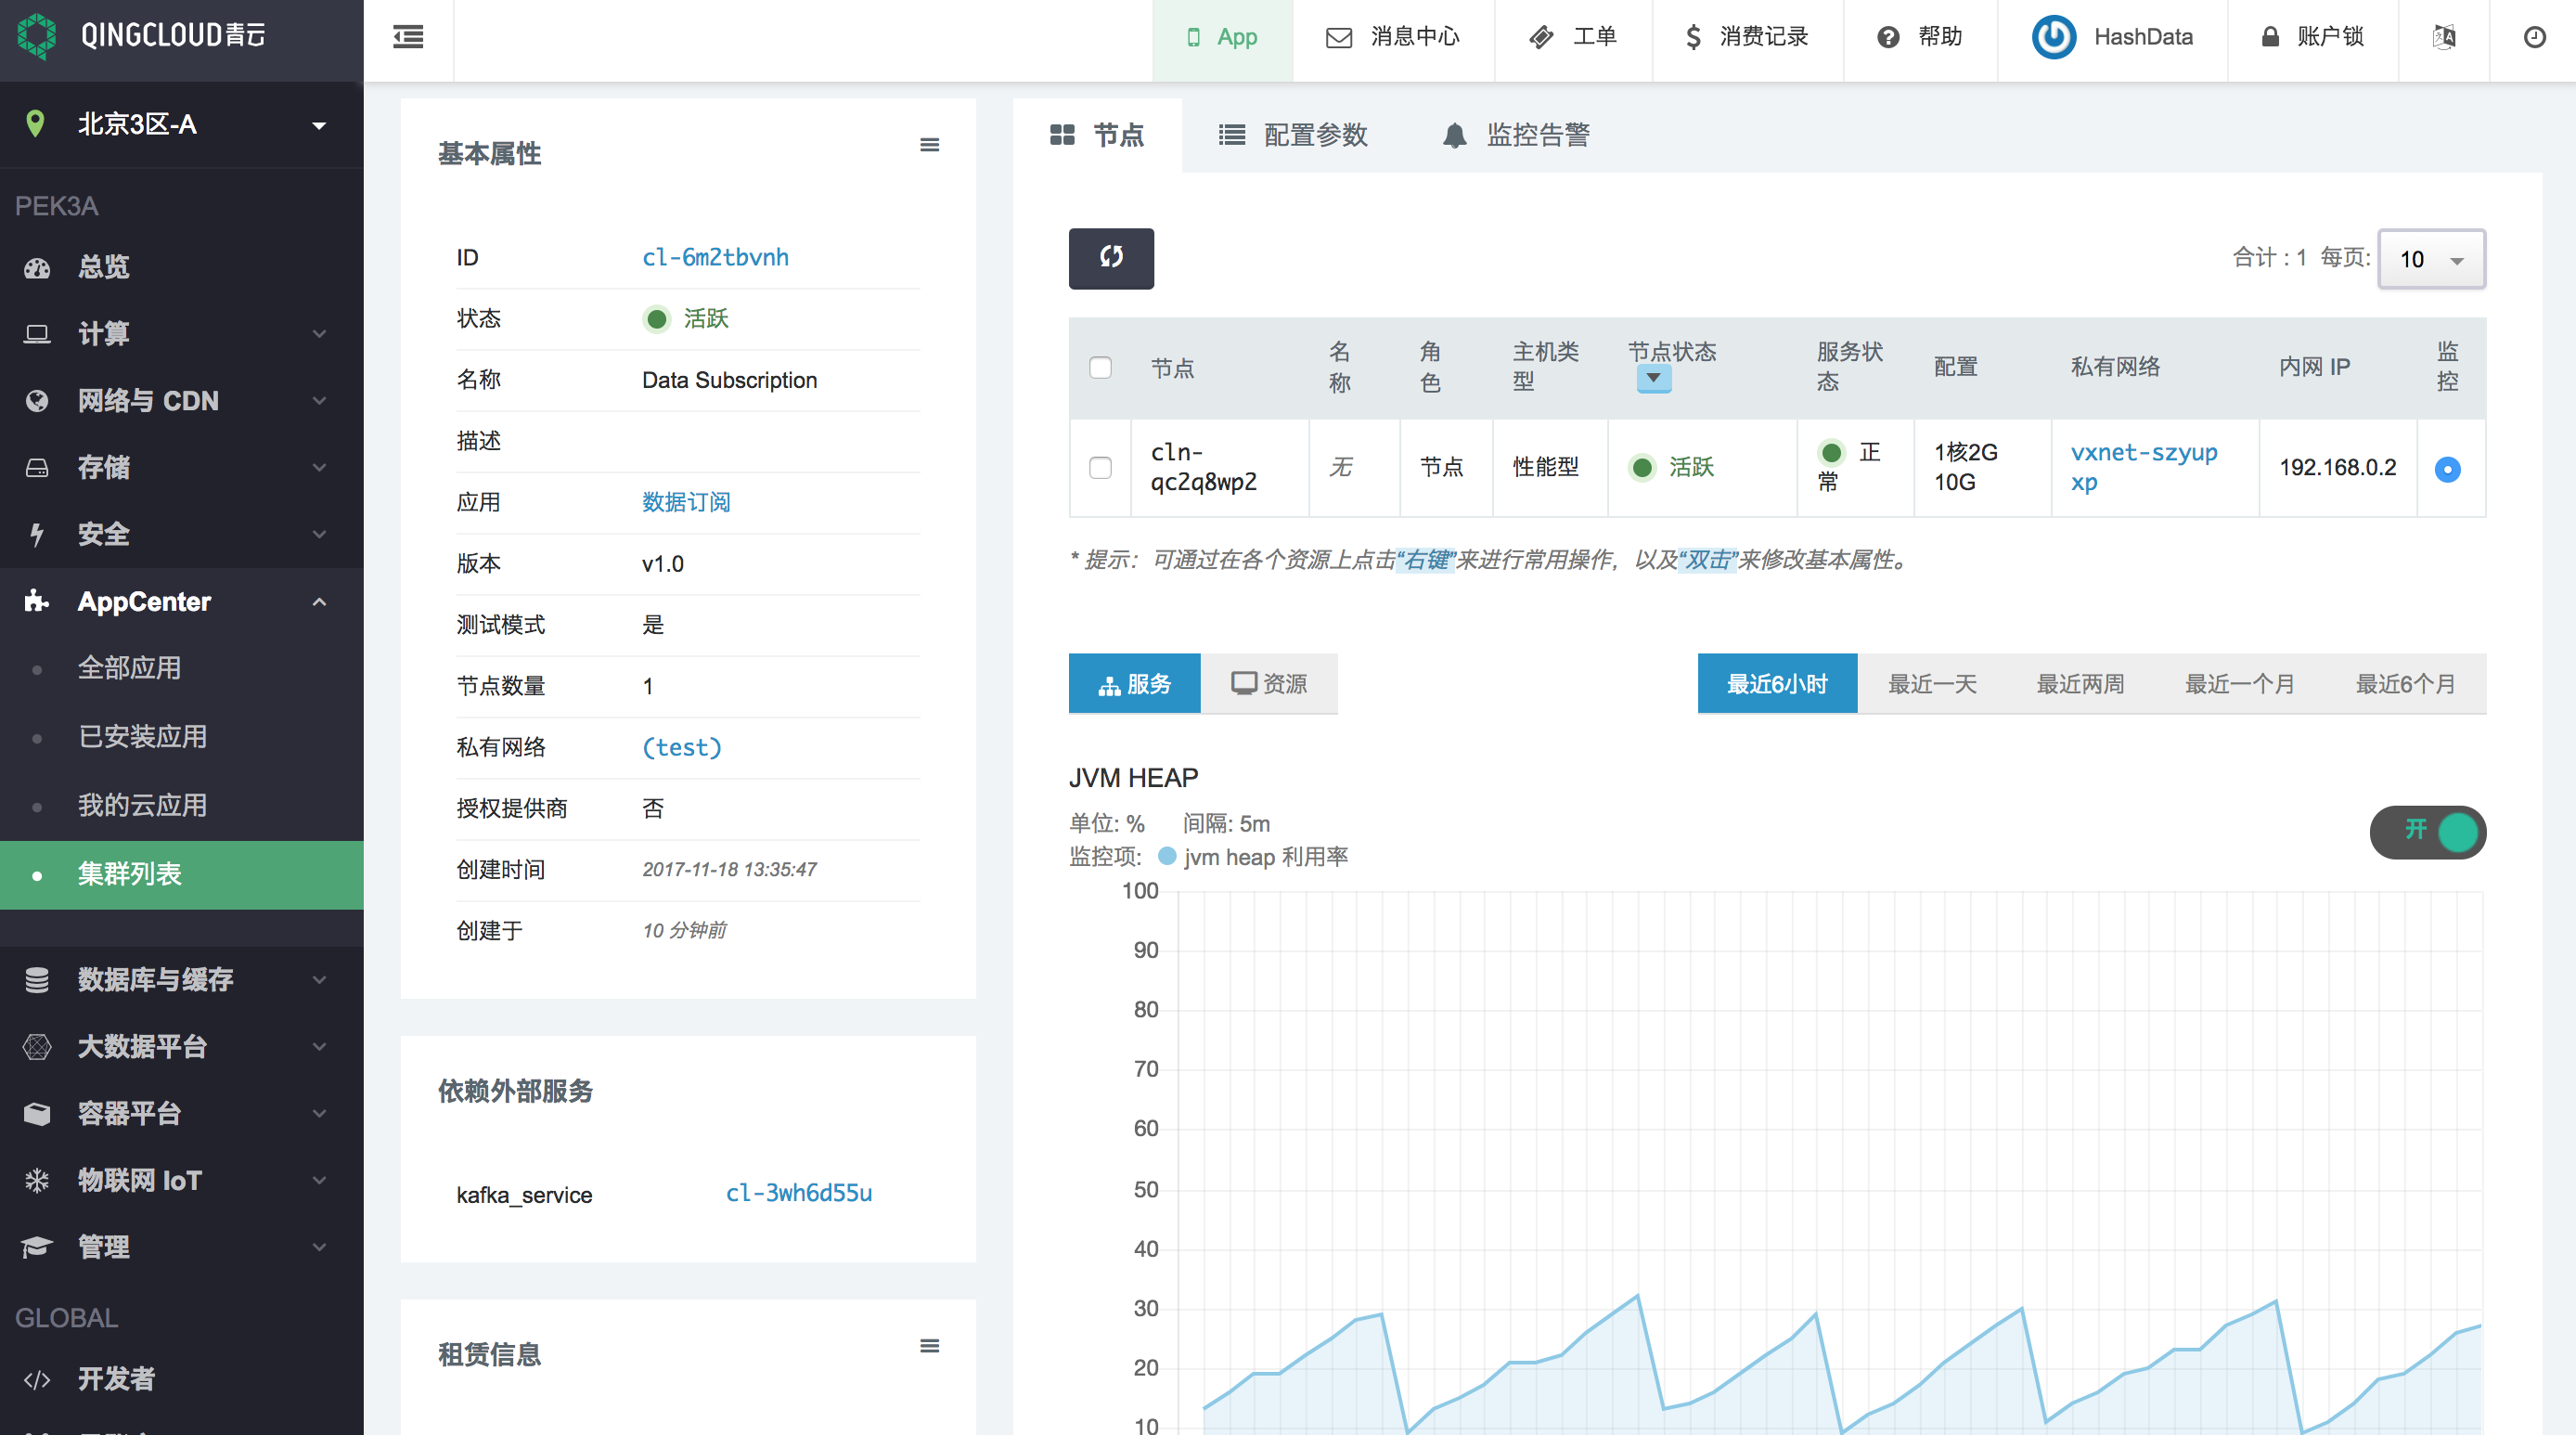 QINGCLOUD青云
App
消息中心
工单
消费记录
帮助
HashData
账户锁
北京3区-A
PEK3A
总览
计算
网络与 CDN
存储
安全
AppCenter
全部应用
已安装应用
我的云应用
集群列表
数据库与缓存
大数据平台
容器平台
物联网 IoT
管理
GLOBAL
开发者
基本属性
ID cl-6m2tbvnh
状态 活跃
名称 Data Subscription
描述
应用 数据订阅
版本 v1.0
测试模式 是
节点数量 1
私有网络 (test)
授权提供商 否
创建时间 2017-11-18 13:35:47
创建于 10 分钟前
依赖外部服务
kafka_service cl-3wh6d55u
租赁信息
节点 配置参数 监控告警
合计 : 1 每页: 10
节点 名称 角色 主机类型 节点状态 服务状态 配置 私有网络 内网 IP 监控
cln-qc2q8wp2 无 节点 性能型 活跃 正常 1核2G 10G vxnet-szyupxp 192.168.0.2
* 提示：可通过在各个资源上点击“右键”来进行常用操作，以及“双击”来修改基本属性。
服务 资源
最近6小时 最近一天 最近两周 最近一个月 最近6个月
JVM HEAP
单位: % 间隔: 5m
监控项: jvm heap 利用率
开
100
90
80
70
60
50
40
30
20
10